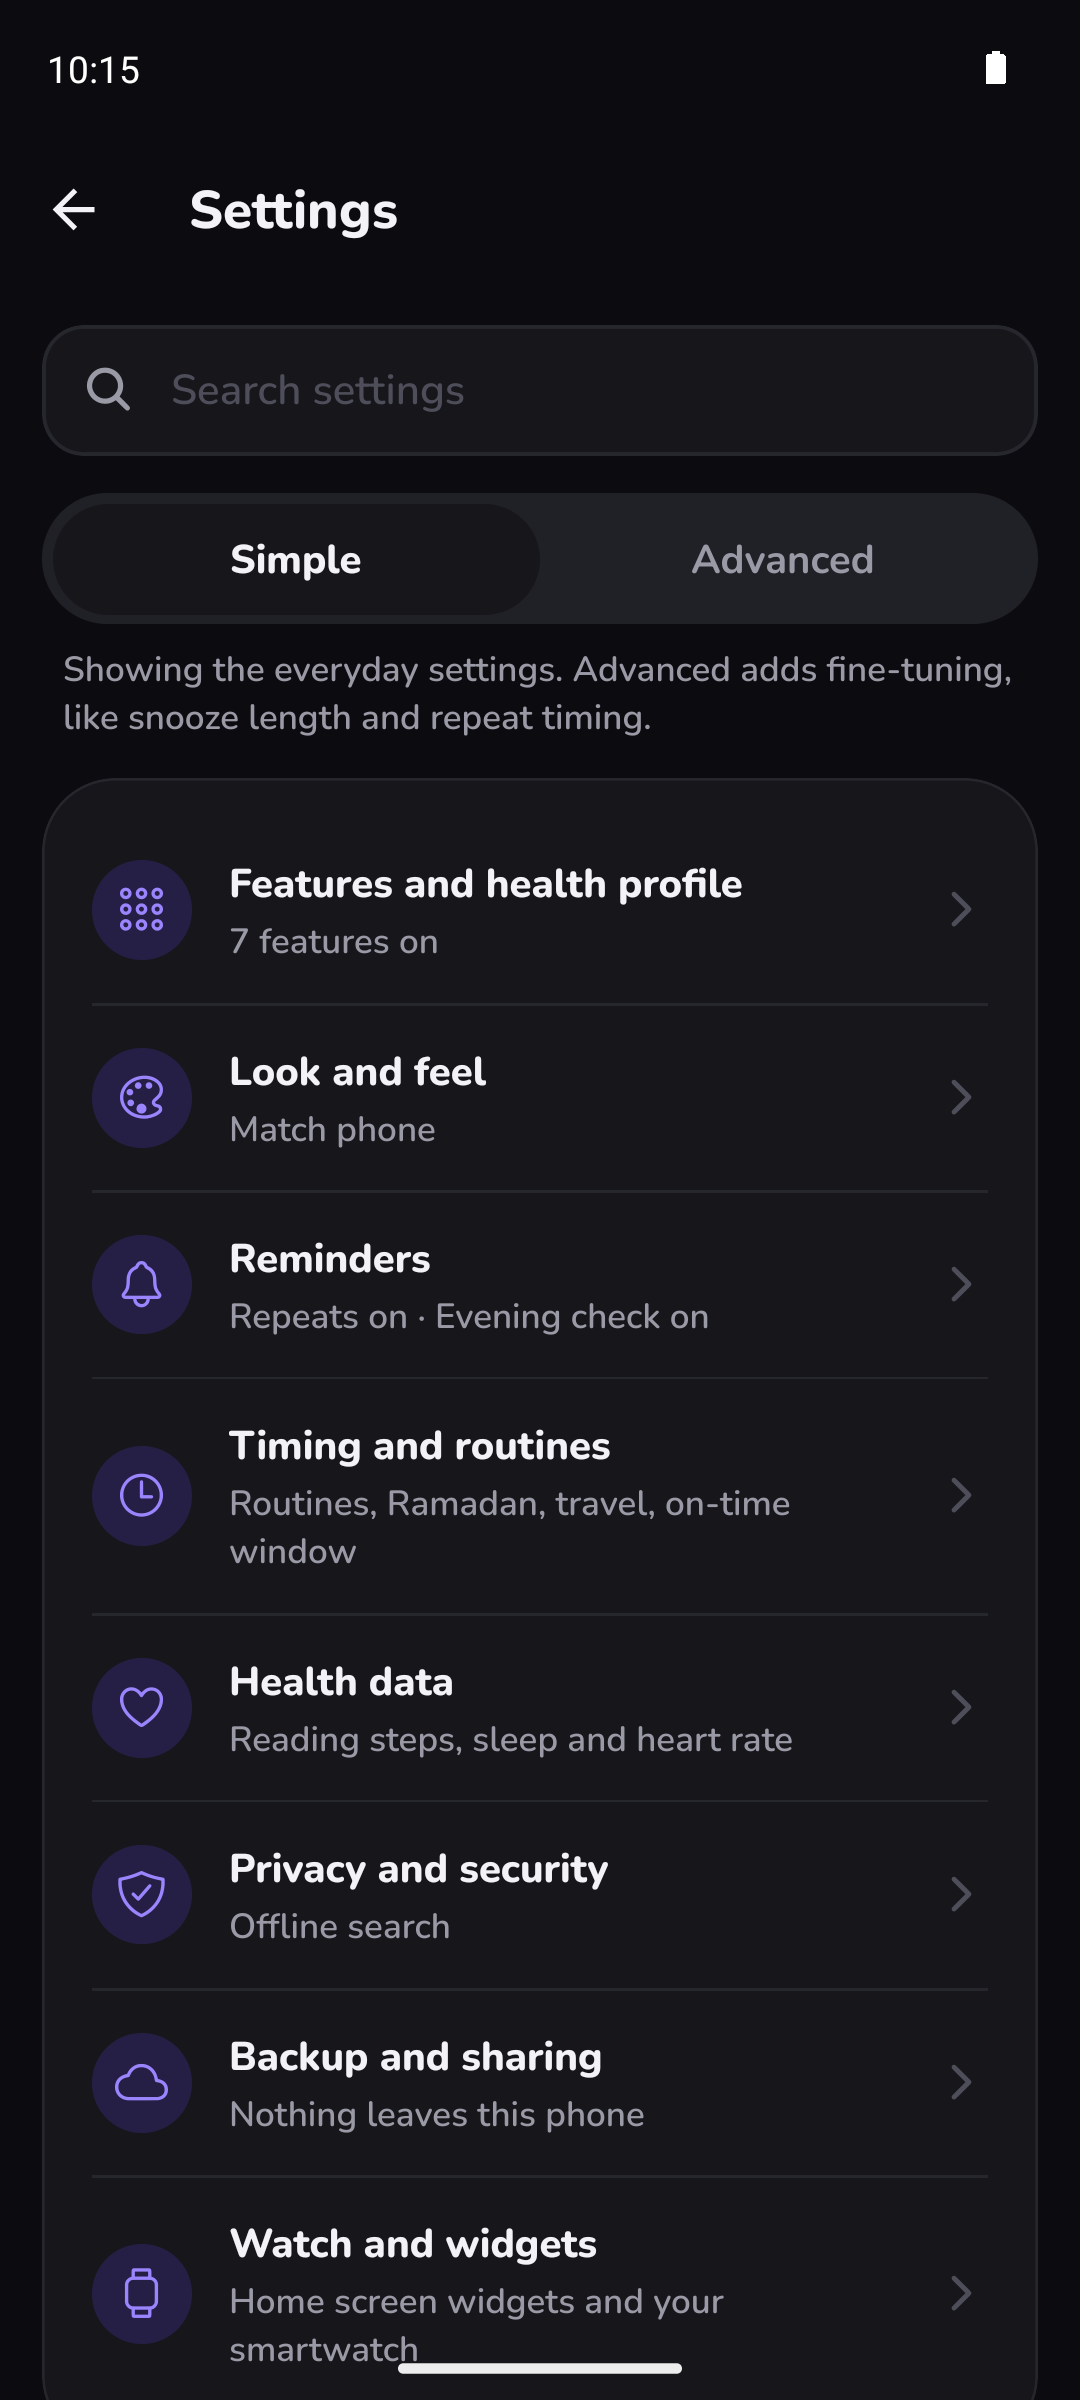 10:15
Settings
Search settings
Simple
Advanced
Showing the everyday settings. Advanced adds fine-tuning,
like snooze length and repeat timing.
Features and health profile
7 features on
Look and feel
Match phone
Reminders
Repeats on · Evening check on
Timing and routines
Routines, Ramadan, travel, on-time
window
Health data
Reading steps, sleep and heart rate
Privacy and security
Offline search
Backup and sharing
Nothing leaves this phone
Watch and widgets
Home screen widgets and your
smartwatch